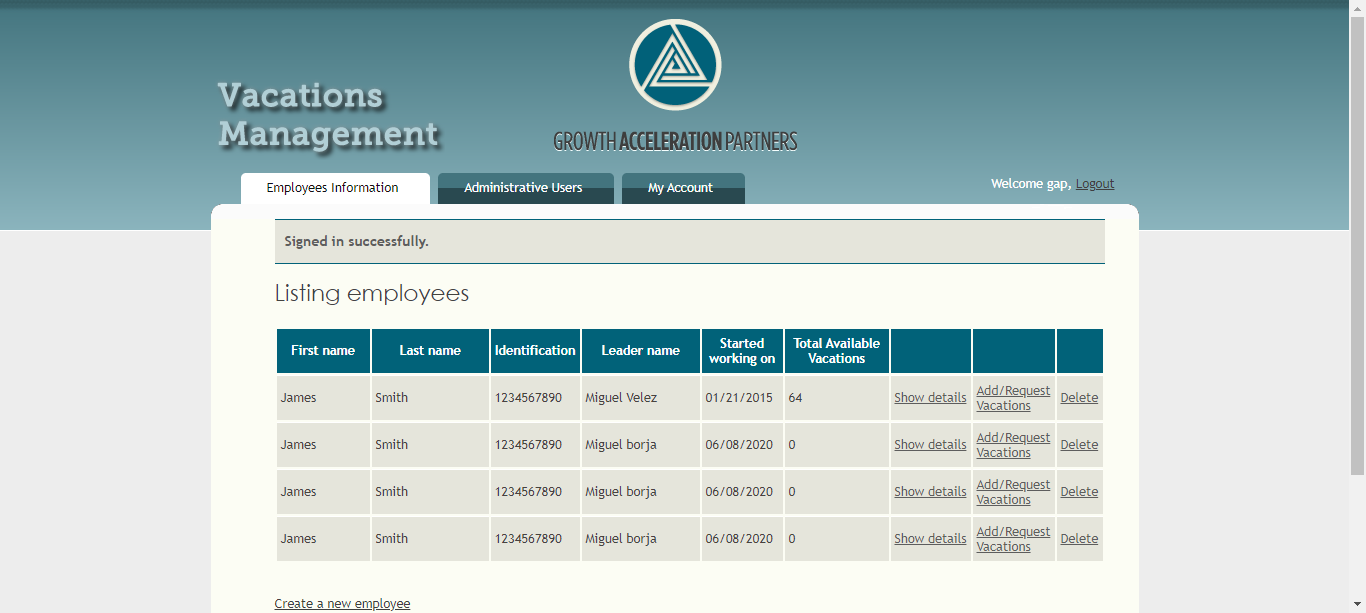 Vacations
Management
GROWTH ACCELERATION PARTNERS
Employees Information Administrative Users My Account Welcome gap, Logout
Signed in successfully.
Listing employees
First name Last name Identification Leader name Started working on Total Available Vacations
James Smith 1234567890 Miguel Velez 01/21/2015 64 Show details Add/Request Vacations Delete
James Smith 1234567890 Miguel borja 06/08/2020 0 Show details Add/Request Vacations Delete
James Smith 1234567890 Miguel borja 06/08/2020 0 Show details Add/Request Vacations Delete
James Smith 1234567890 Miguel borja 06/08/2020 0 Show details Add/Request Vacations Delete
Create a new employee